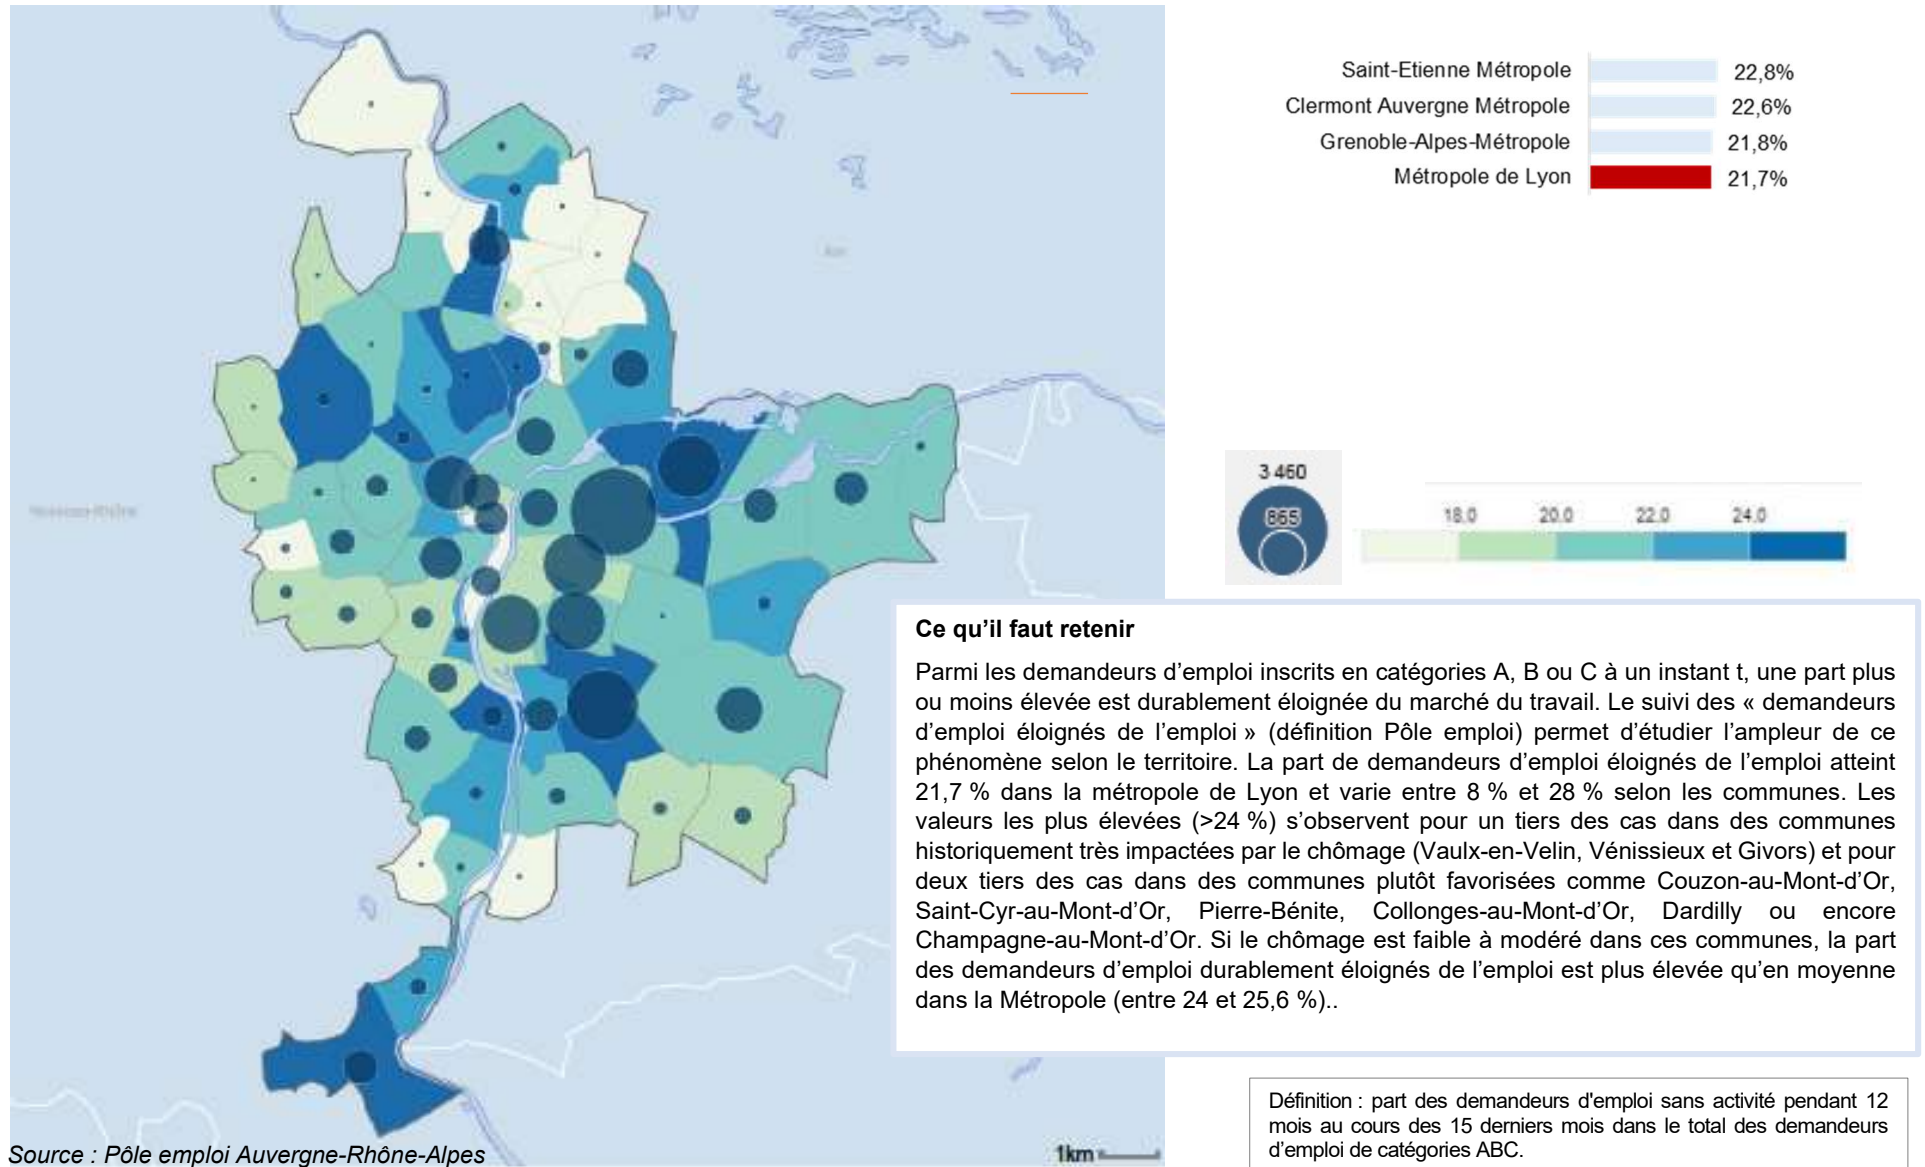 Saint-Etienne Métropole 22,8%
Clermont Auvergne Métropole 22,6%
Grenoble-Alpes-Métropole 21,8%
Métropole de Lyon 21,7%
Ain
3 460
865
18.0 20.0 22.0 24.0
Ce qu’il faut retenir
Parmi les demandeurs d’emploi inscrits en catégories A, B ou C à un instant t, une part plus
ou moins élevée est durablement éloignée du marché du travail. Le suivi des « demandeurs
d’emploi éloignés de l’emploi » (définition Pôle emploi) permet d’étudier l’ampleur de ce
phénomène selon le territoire. La part de demandeurs d’emploi éloignés de l’emploi atteint
21,7 % dans la métropole de Lyon et varie entre 8 % et 28 % selon les communes. Les
valeurs les plus élevées (>24 %) s’observent pour un tiers des cas dans des communes
historiquement très impactées par le chômage (Vaulx-en-Velin, Vénissieux et Givors) et pour
deux tiers des cas dans des communes plutôt favorisées comme Couzon-au-Mont-d’Or,
Saint-Cyr-au-Mont-d’Or, Pierre-Bénite, Collonges-au-Mont-d’Or, Dardilly ou encore
Champagne-au-Mont-d’Or. Si le chômage est faible à modéré dans ces communes, la part
des demandeurs d’emploi durablement éloignés de l’emploi est plus élevée qu’en moyenne
dans la Métropole (entre 24 et 25,6 %)..
Définition : part des demandeurs d'emploi sans activité pendant 12
mois au cours des 15 derniers mois dans le total des demandeurs
d’emploi de catégories ABC.
Source : Pôle emploi Auvergne-Rhône-Alpes
1km